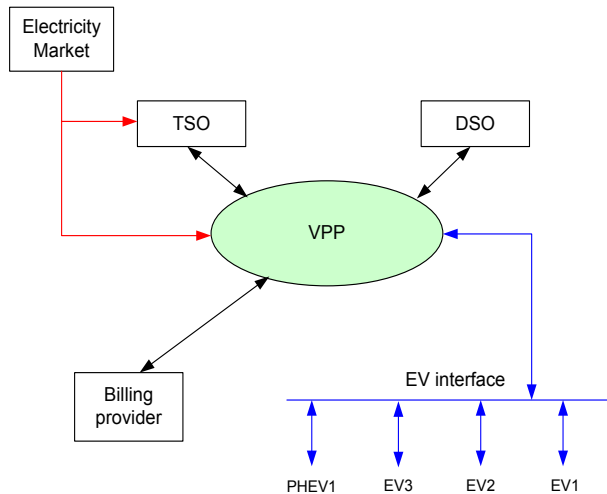 Electricity
Market
TSO
DSO
VPP
Billing
provider
EV interface
PHEV1
EV3
EV2
EV1